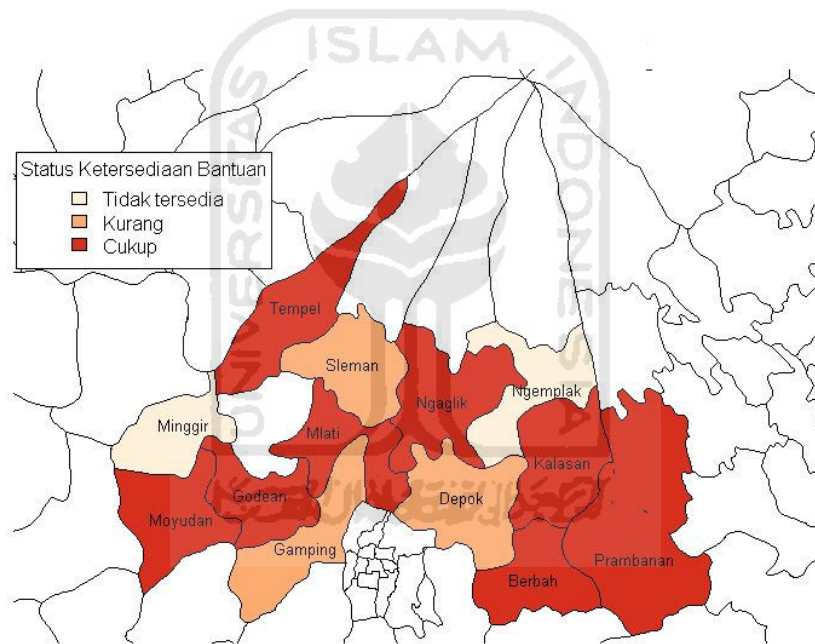 ISLAM
UNIVERSITAS
INDONESIA
Status Ketersediaan Bantuan
Tidak tersedia
Kurang
Cukup
Tempel
Sleman
Ngemplak
Ngaglik
Minggir
Mlati
Kalasan
Godean
Depok
Moyudan
Gamping
Prambanan
Berbah